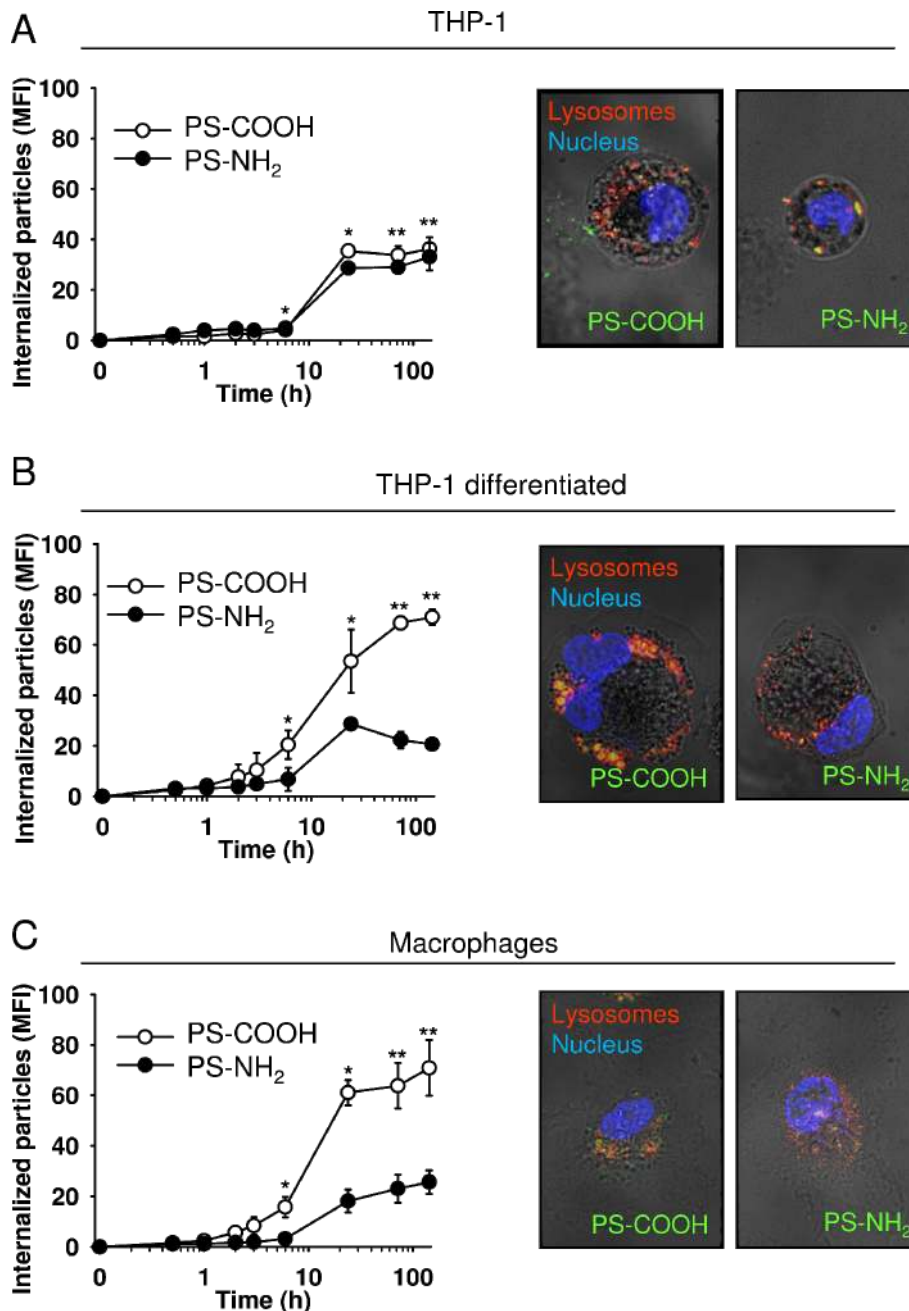 A
THP-1
Internalized particles (MFI)
100
80
60
40
20
0
PS-COOH
PS-NH₂
*
*
**
**
0
1
10
100
Time (h)
Lysosomes
Nucleus
PS-COOH
PS-NH₂
B
THP-1 differentiated
Internalized particles (MFI)
100
80
60
40
20
0
PS-COOH
PS-NH₂
*
*
**
**
0
1
10
100
Time (h)
Lysosomes
Nucleus
PS-COOH
PS-NH₂
C
Macrophages
Internalized particles (MFI)
100
80
60
40
20
0
PS-COOH
PS-NH₂
*
*
**
**
0
1
10
100
Time (h)
Lysosomes
Nucleus
PS-COOH
PS-NH₂